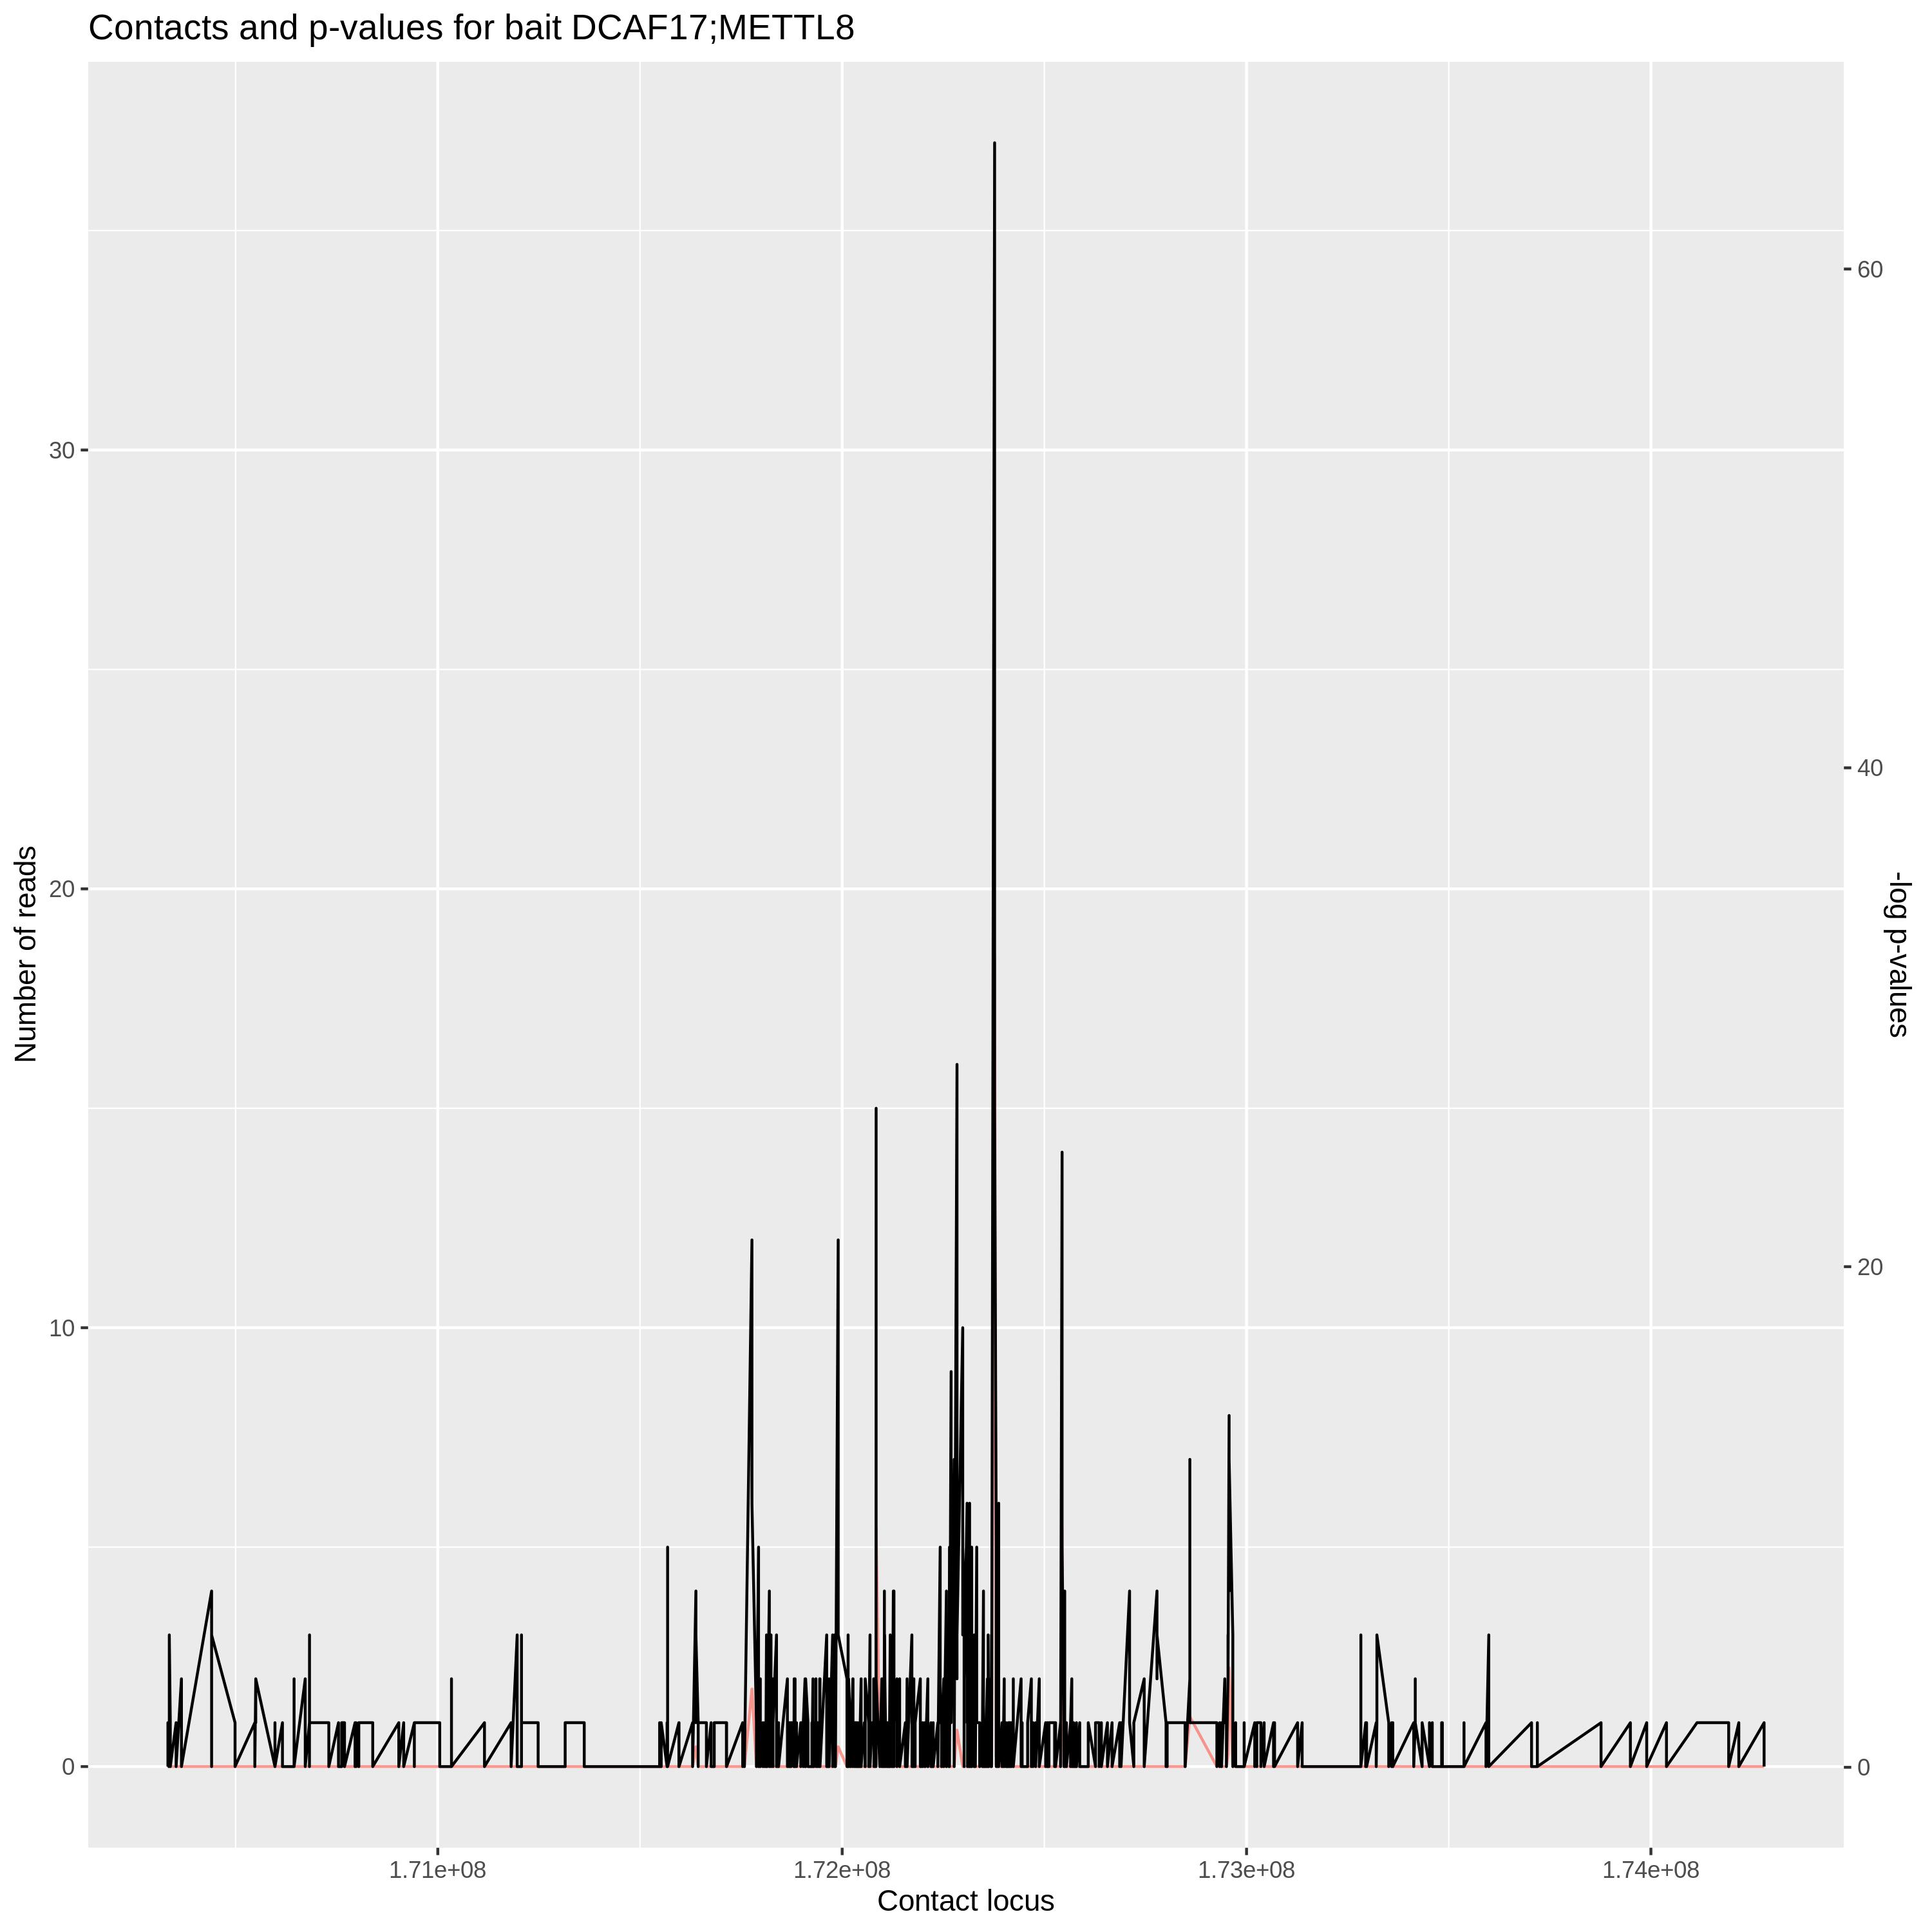 Contacts and p-values for bait DCAF17;METTL8
Number of reads
30
20
10
0
60
40
20
0
-log p-values
1.71e+08
1.72e+08
1.73e+08
1.74e+08
Contact locus